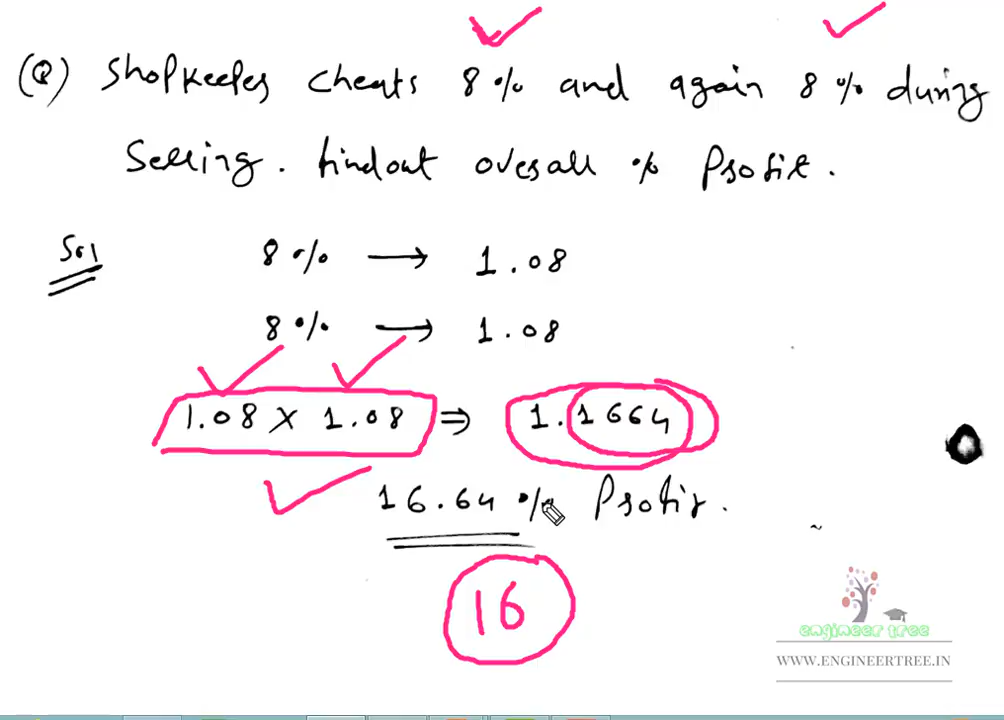 (Q) Shopkeeper cheats 8% and again 8% during
Selling. findout overall % Profit.
Sol
8% → 1.08
8% → 1.08
1.08 × 1.08 ⇒ 1.1664
16.64% Profit.
16
engineer tree
WWW.ENGINEERTREE.IN